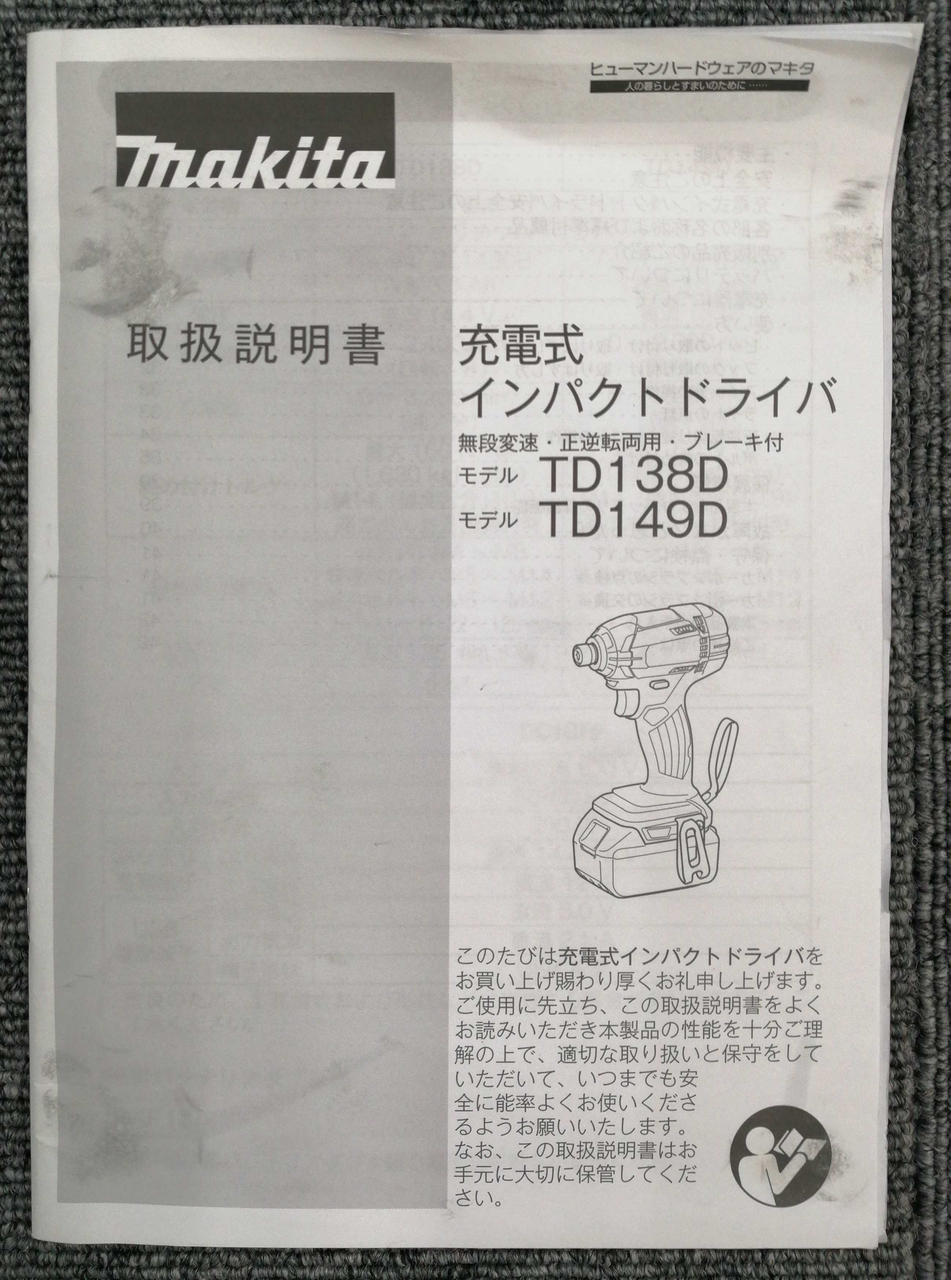 ヒューマンハードウェアのマキタ
人の暮らしとすまいのために……
makita
取扱説明書
充電式
インパクトドライバ
無段変速・正逆転両用・ブレーキ付
モデル TD138D
モデル TD149D
このたびは充電式インパクトドライバを
お買い上げ賜わり厚くお礼申し上げます。
ご使用に先立ち、この取扱説明書をよく
お読みいただき本製品の性能を十分ご理
解の上で、適切な取り扱いと保守をして
いただいて、いつまでも安
全に能率よくお使いくださ
るようお願いいたします。
なお、この取扱説明書はお
手元に大切に保管してくだ
さい。